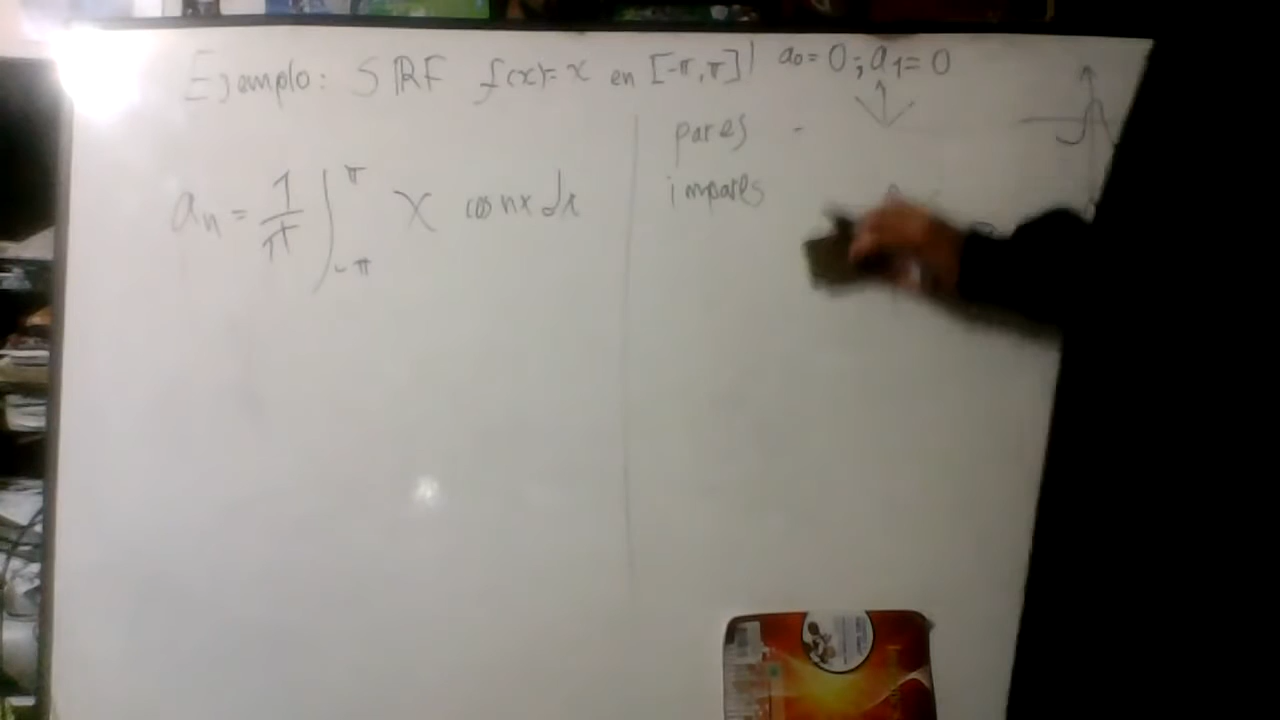 Ejemplo: SRF f(x)= x en [-π, π] | a₀ = 0 ; a₁ = 0
aₙ = 1/π ∫_{-π}^{π} x cos nx dx
pares -
impares